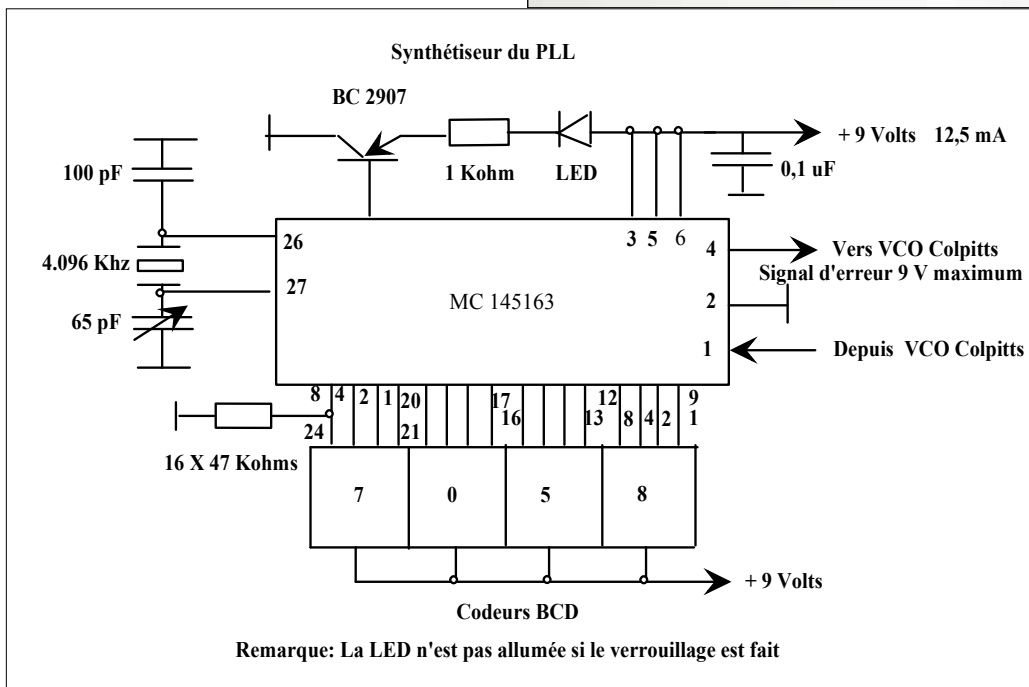 Synthétiseur du PLL
BC 2907
+ 9 Volts 12,5 mA
100 pF
1 Kohm
LED
0,1 uF
26
3
5
6
4
Vers VCO Colpitts
4.096 Khz
Signal d'erreur 9 V maximum
27
MC 145163
2
65 pF
1
Depuis VCO Colpitts
8
4
2
1
20
17
12
9
16
13
8
4
2
1
24
21
16 X 47 Kohms
7
0
5
8
+ 9 Volts
Codeurs BCD
Remarque: La LED n'est pas allumée si le verrouillage est fait